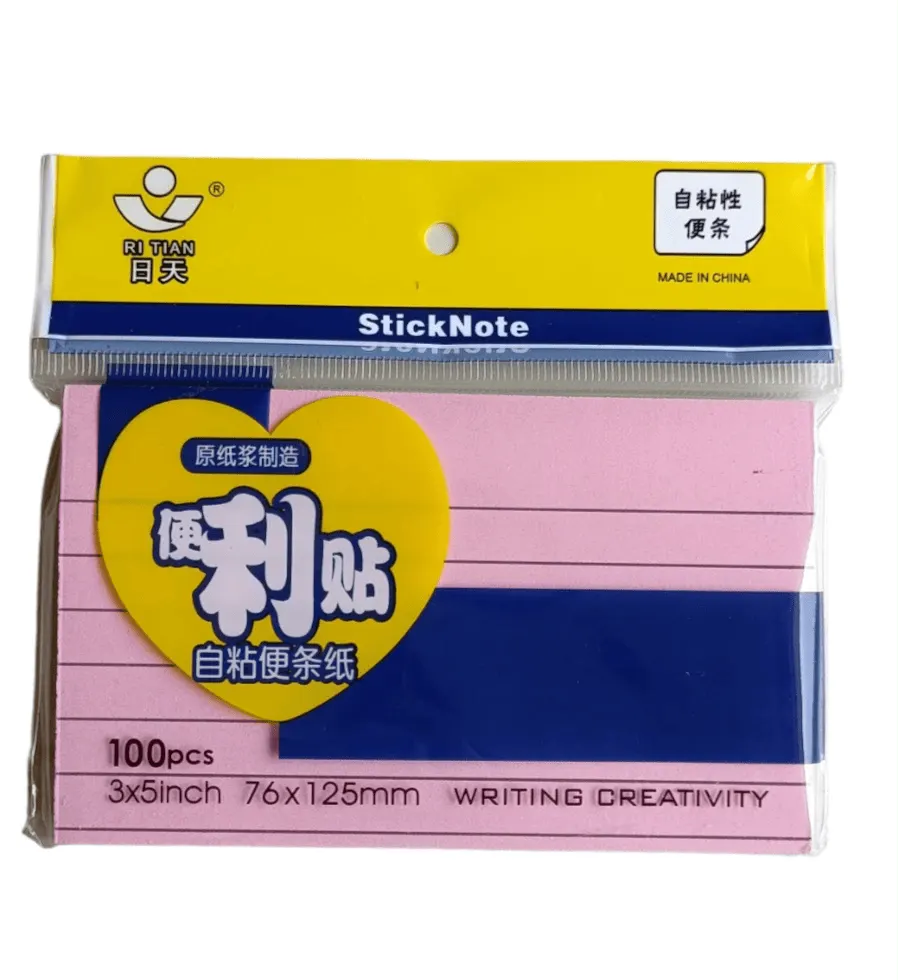 ®
RI TIAN
日天
自粘性
便条
MADE IN CHINA
StickNote
原纸浆制造
便利贴
自粘便条纸
100pcs
3x5inch 76x125mm WRITING CREATIVITY